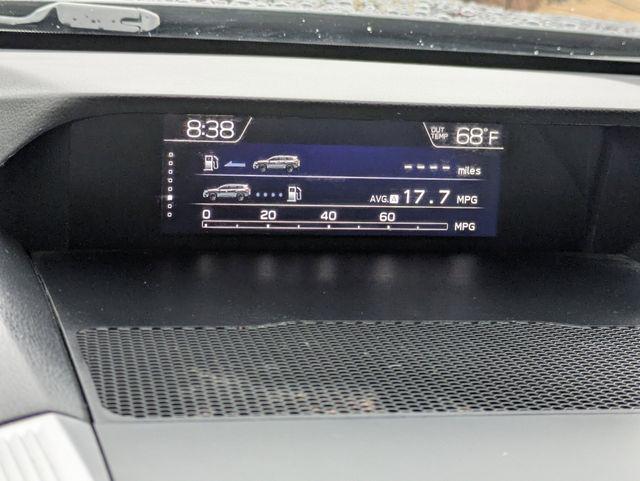 8:38 OUT TEMP 68°F
---- miles
AVG. A 17.7 MPG
0 20 40 60 MPG